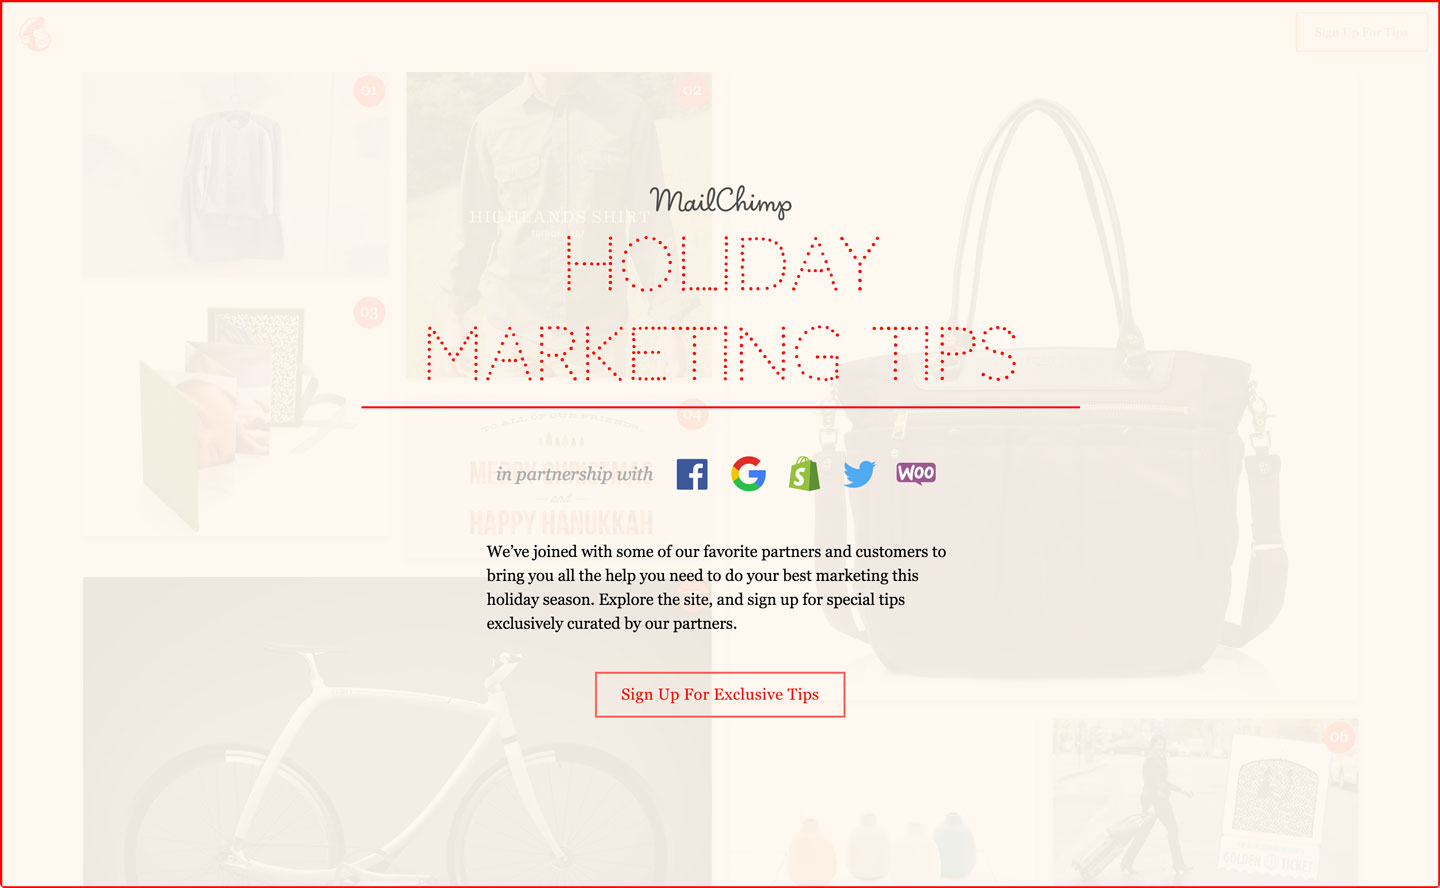 Sign Up For Tips
01
02
HIGHLANDS SHIRT
MailChimp
HOLIDAY
MARKETING TIPS
03
04
TO ALL OF OUR FRIENDS,
MERRY CHRISTMAS
and
HAPPY HANUKKAH
in partnership with
WOO
We’ve joined with some of our favorite partners and customers to
bring you all the help you need to do your best marketing this
holiday season. Explore the site, and sign up for special tips
exclusively curated by our partners.
Sign Up For Exclusive Tips
06
GOLDEN TICKET